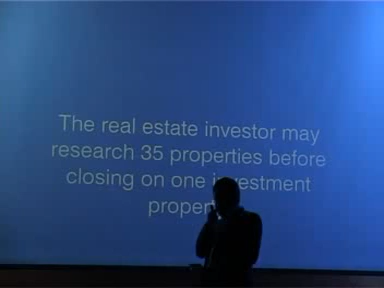 The real estate investor may
research 35 properties before
closing on one investment
property